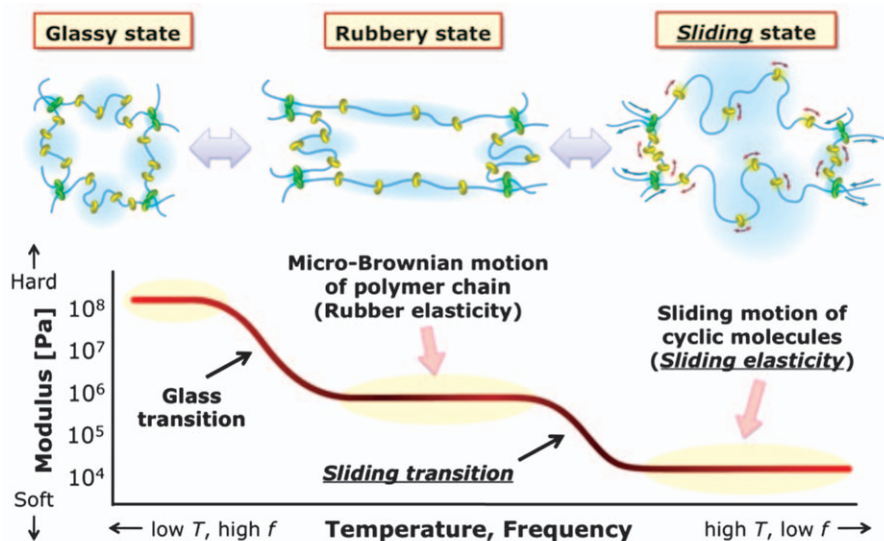 Glassy state
Rubbery state
Sliding state
Hard
Modulus [Pa]
Soft
10⁸
10⁷
10⁶
10⁵
10⁴
Micro-Brownian motion
of polymer chain
(Rubber elasticity)
Sliding motion of
cyclic molecules
(Sliding elasticity)
Glass
transition
Sliding transition
low T, high f
Temperature, Frequency
high T, low f